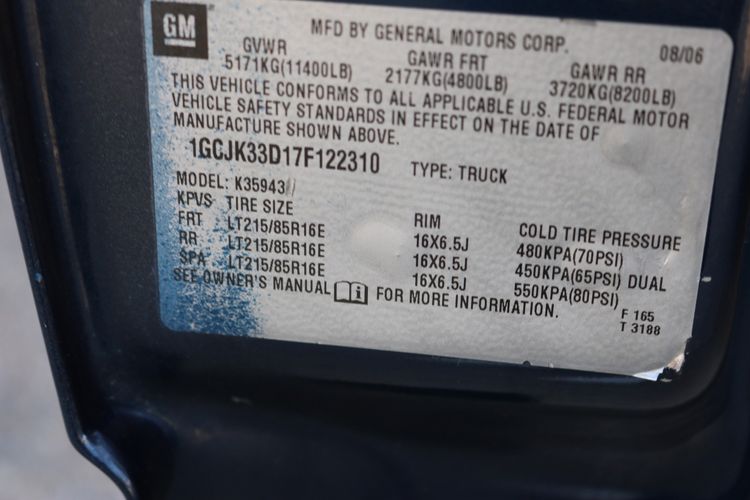 GM
MFD BY GENERAL MOTORS CORP. 08/06
GVWR GAWR FRT GAWR RR
5171KG(11400LB) 2177KG(4800LB) 3720KG(8200LB)
THIS VEHICLE CONFORMS TO ALL APPLICABLE U.S. FEDERAL MOTOR
VEHICLE SAFETY STANDARDS IN EFFECT ON THE DATE OF
MANUFACTURE SHOWN ABOVE.
1GCJK33D17F122310 TYPE: TRUCK
MODEL: K35943
KPVS TIRE SIZE RIM COLD TIRE PRESSURE
FRT LT215/85R16E 16X6.5J 480KPA(70PSI)
RR LT215/85R16E 16X6.5J 450KPA(65PSI) DUAL
SPA LT215/85R16E 16X6.5J 550KPA(80PSI)
SEE OWNER'S MANUAL FOR MORE INFORMATION.
F 165
T 3188